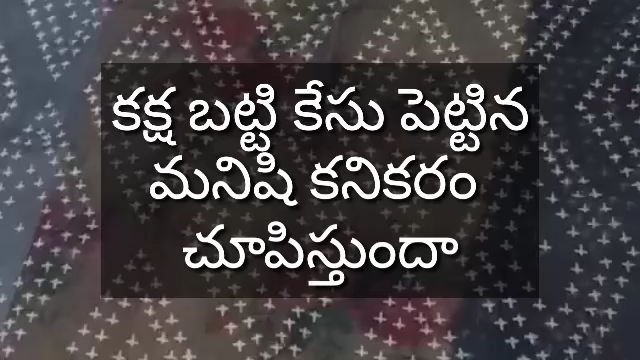 కక్ష బట్టి కేసు పెట్టిన
మనిషి కనికరం
చూపిస్తుందా